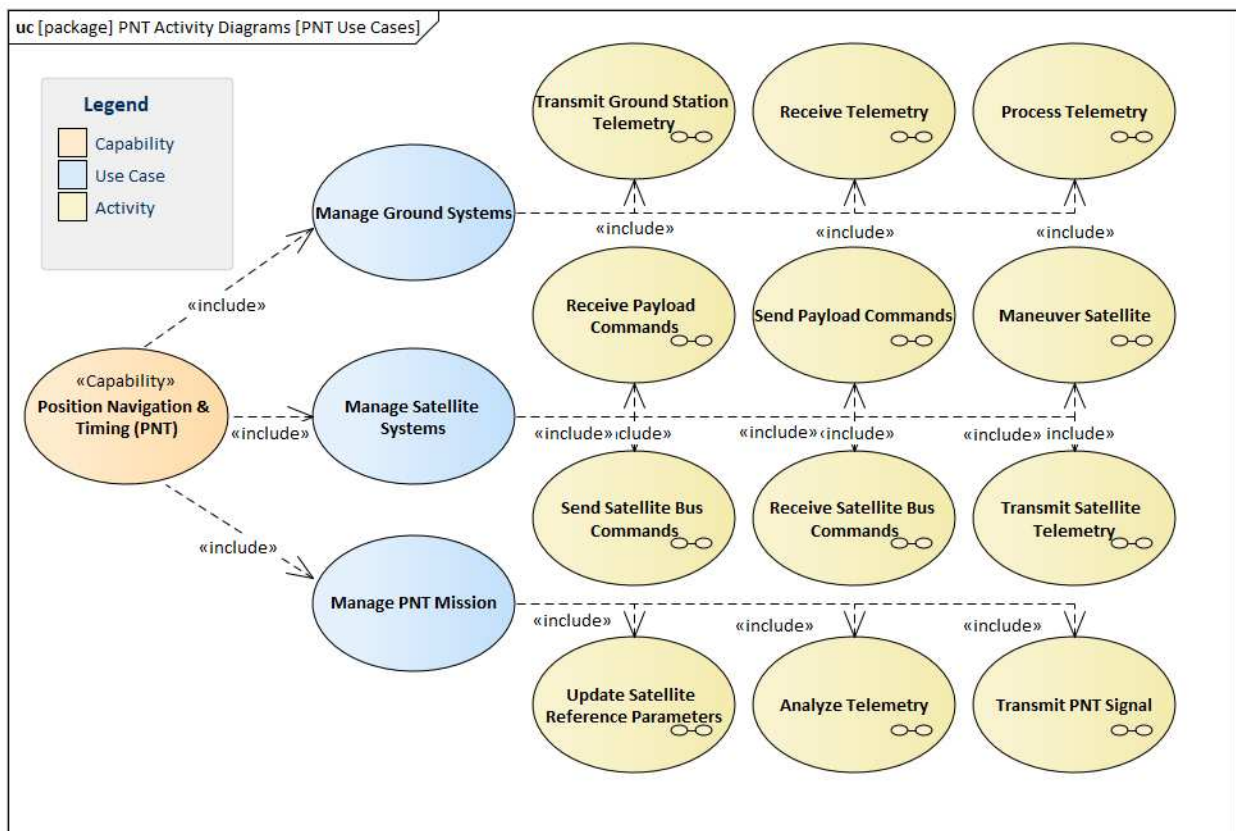 uc [package] PNT Activity Diagrams [PNT Use Cases]
Legend
Capability
Use Case
Activity
Transmit Ground Station
Telemetry
Receive Telemetry
Process Telemetry
Manage Ground Systems
«include»
«include»
«include»
«include»
Receive Payload
Commands
Send Payload Commands
Maneuver Satellite
«Capability»
Position Navigation &
Timing (PNT)
«include»
Manage Satellite
Systems
«include»
‹include»
«include»
‹include»
«include»
include»
Send Satellite Bus
Commands
Receive Satellite Bus
Commands
Transmit Satellite
Telemetry
«include»
Manage PNT Mission
«include»
«include»
«include»
Update Satellite
Reference Parameters
Analyze Telemetry
Transmit PNT Signal